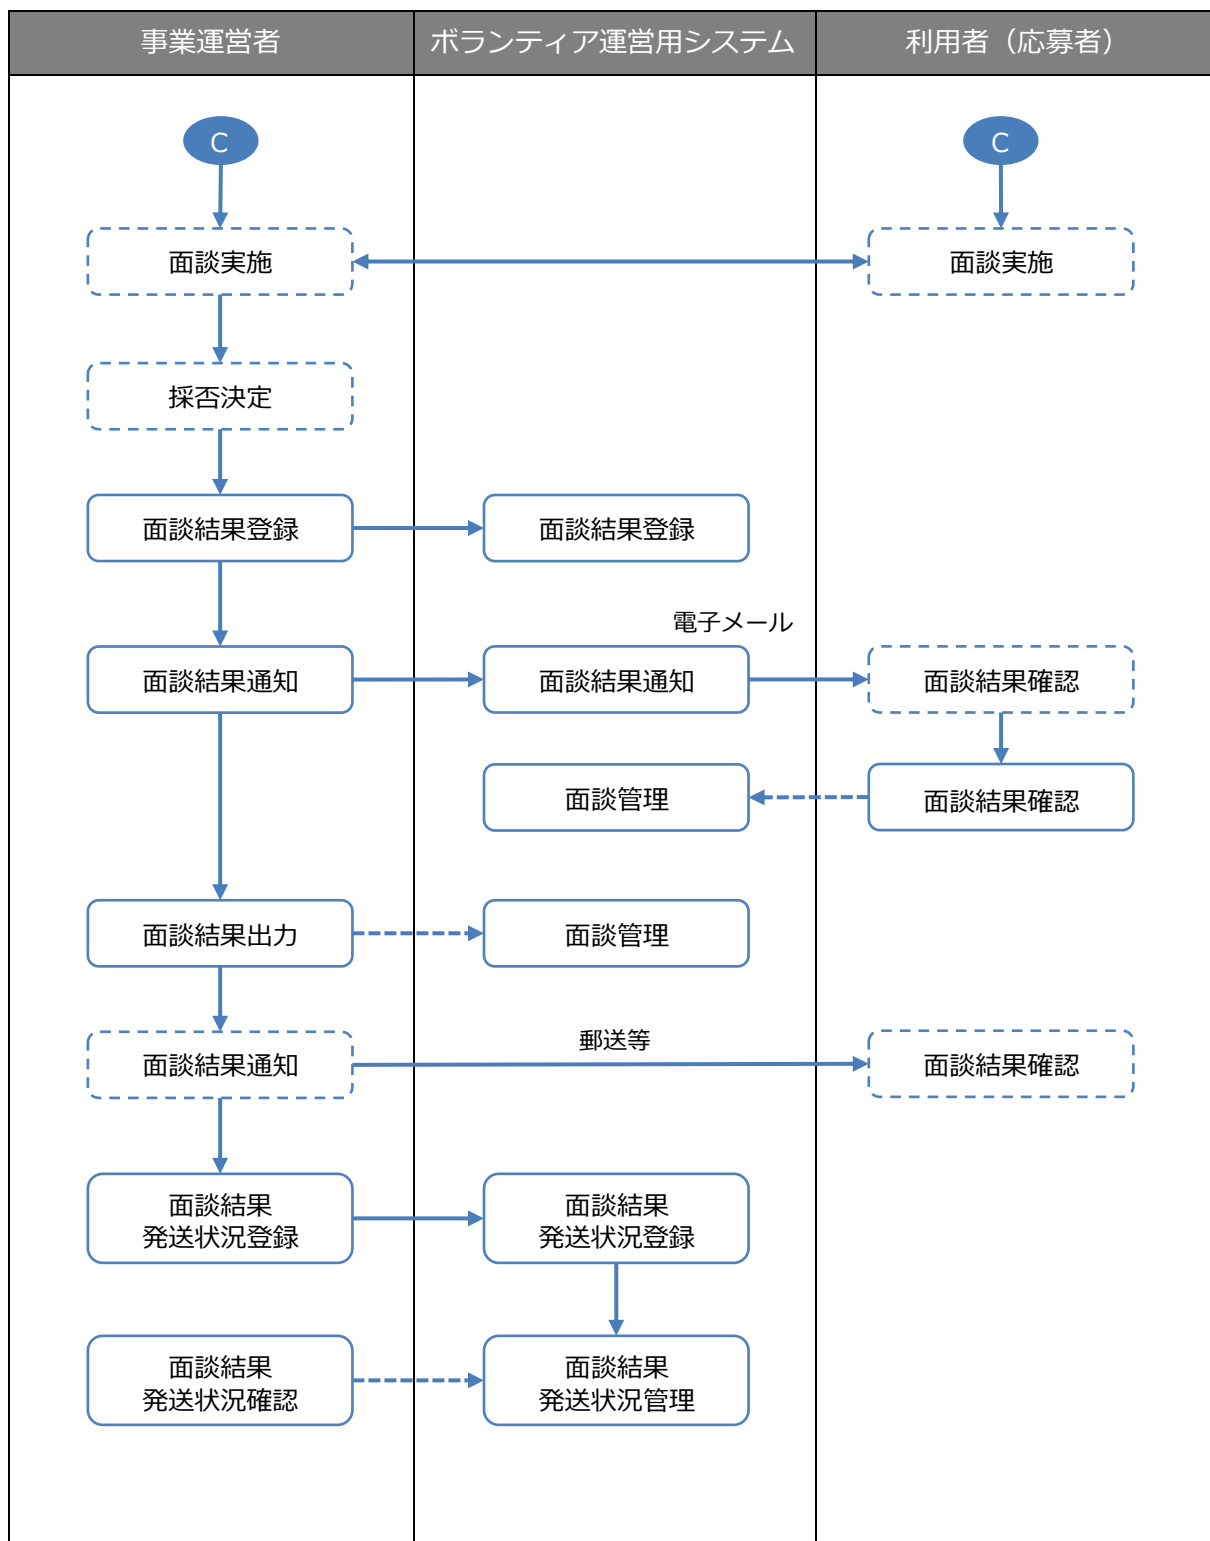 事業運営者
ボランティア運営用システム
利用者（応募者）
C
C
面談実施
面談実施
採否決定
面談結果登録
面談結果登録
電子メール
面談結果通知
面談結果通知
面談結果確認
面談管理
面談結果確認
面談結果出力
面談管理
郵送等
面談結果通知
面談結果確認
面談結果
発送状況登録
面談結果
発送状況登録
面談結果
発送状況確認
面談結果
発送状況管理